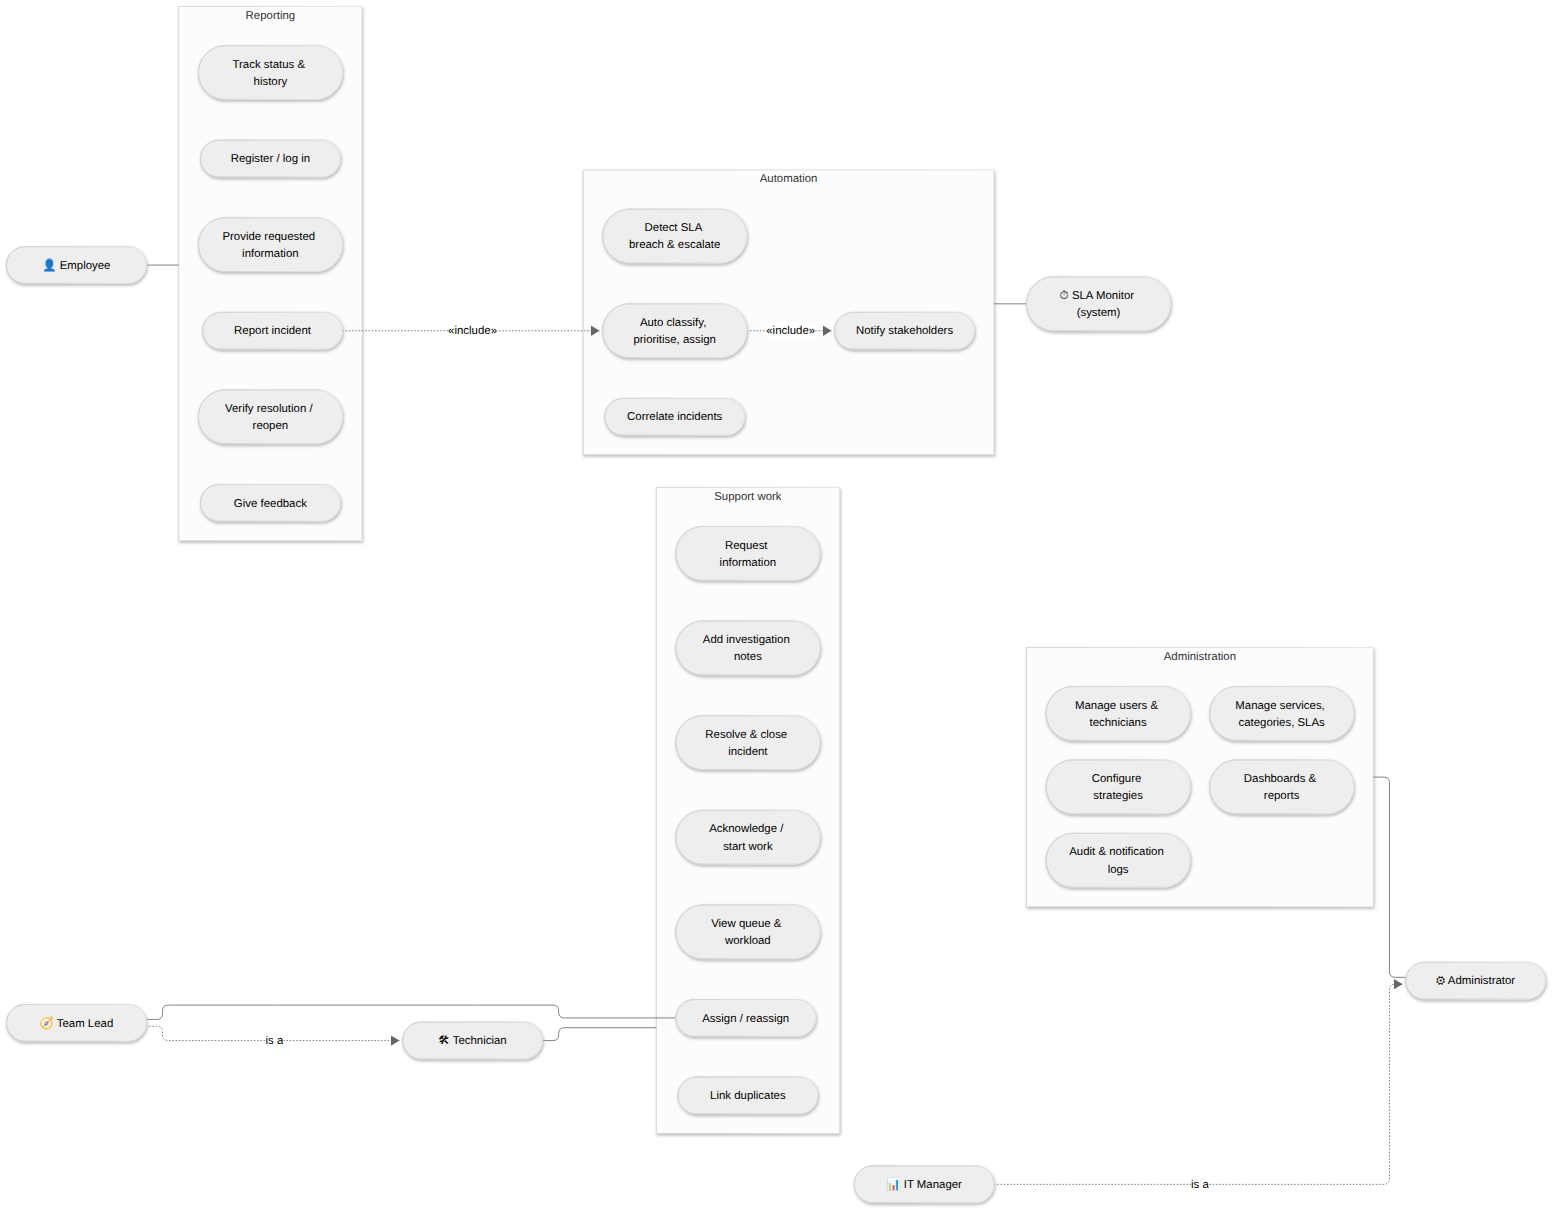 Reporting
Track status &
history
Register / log in
Provide requested
information
👤 Employee
Report incident
«include»
Verify resolution /
reopen
Give feedback
Automation
Detect SLA
breach & escalate
Auto classify,
prioritise, assign
«include»
Notify stakeholders
Correlate incidents
⏱ SLA Monitor
(system)
Support work
Request
information
Add investigation
notes
Resolve & close
incident
Acknowledge /
start work
View queue &
workload
Assign / reassign
Link duplicates
🧭 Team Lead
is a
🛠 Technician
Administration
Manage users &
technicians
Manage services,
categories, SLAs
Configure
strategies
Dashboards &
reports
Audit & notification
logs
⚙ Administrator
📊 IT Manager
is a